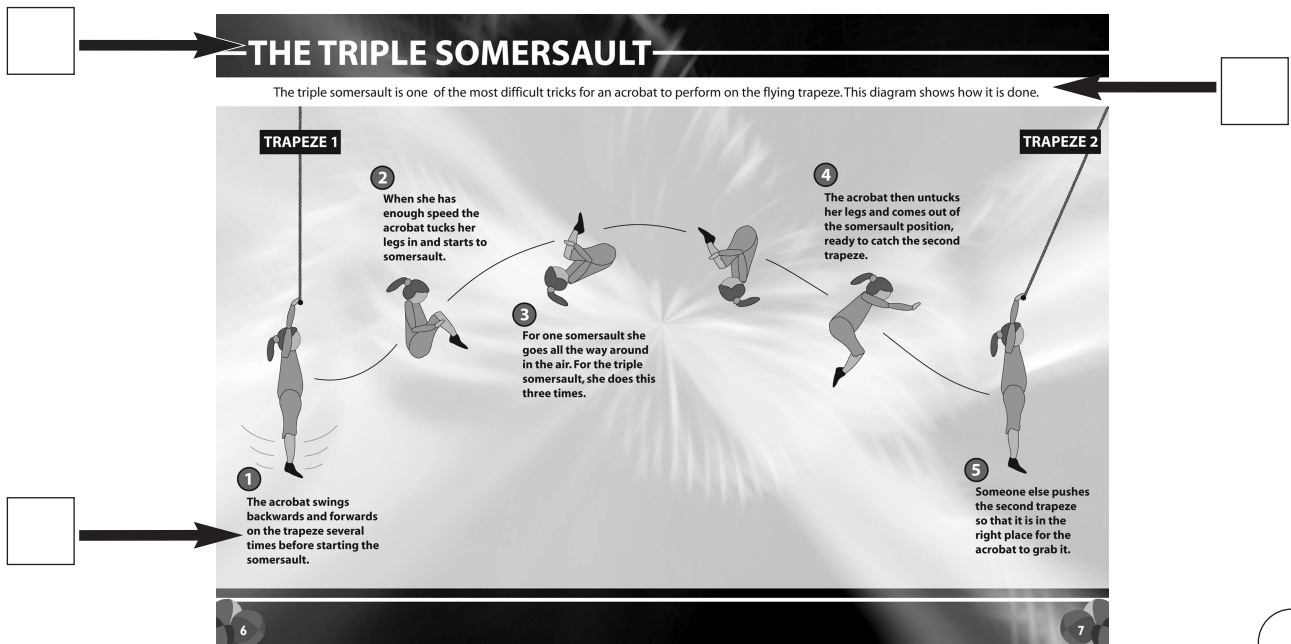 THE TRIPLE SOMERSAULT
The triple somersault is one of the most difficult tricks for an acrobat to perform on the flying trapeze. This diagram shows how it is done.
TRAPEZE 1
TRAPEZE 2
1
The acrobat swings
backwards and forwards
on the trapeze several
times before starting the
somersault.
2
When she has
enough speed the
acrobat tucks her
legs in and starts to
somersault.
3
For one somersault she
goes all the way around
in the air. For the triple
somersault, she does this
three times.
4
The acrobat then untucks
her legs and comes out of
the somersault position,
ready to catch the second
trapeze.
5
Someone else pushes
the second trapeze
so that it is in the
right place for the
acrobat to grab it.
6
7